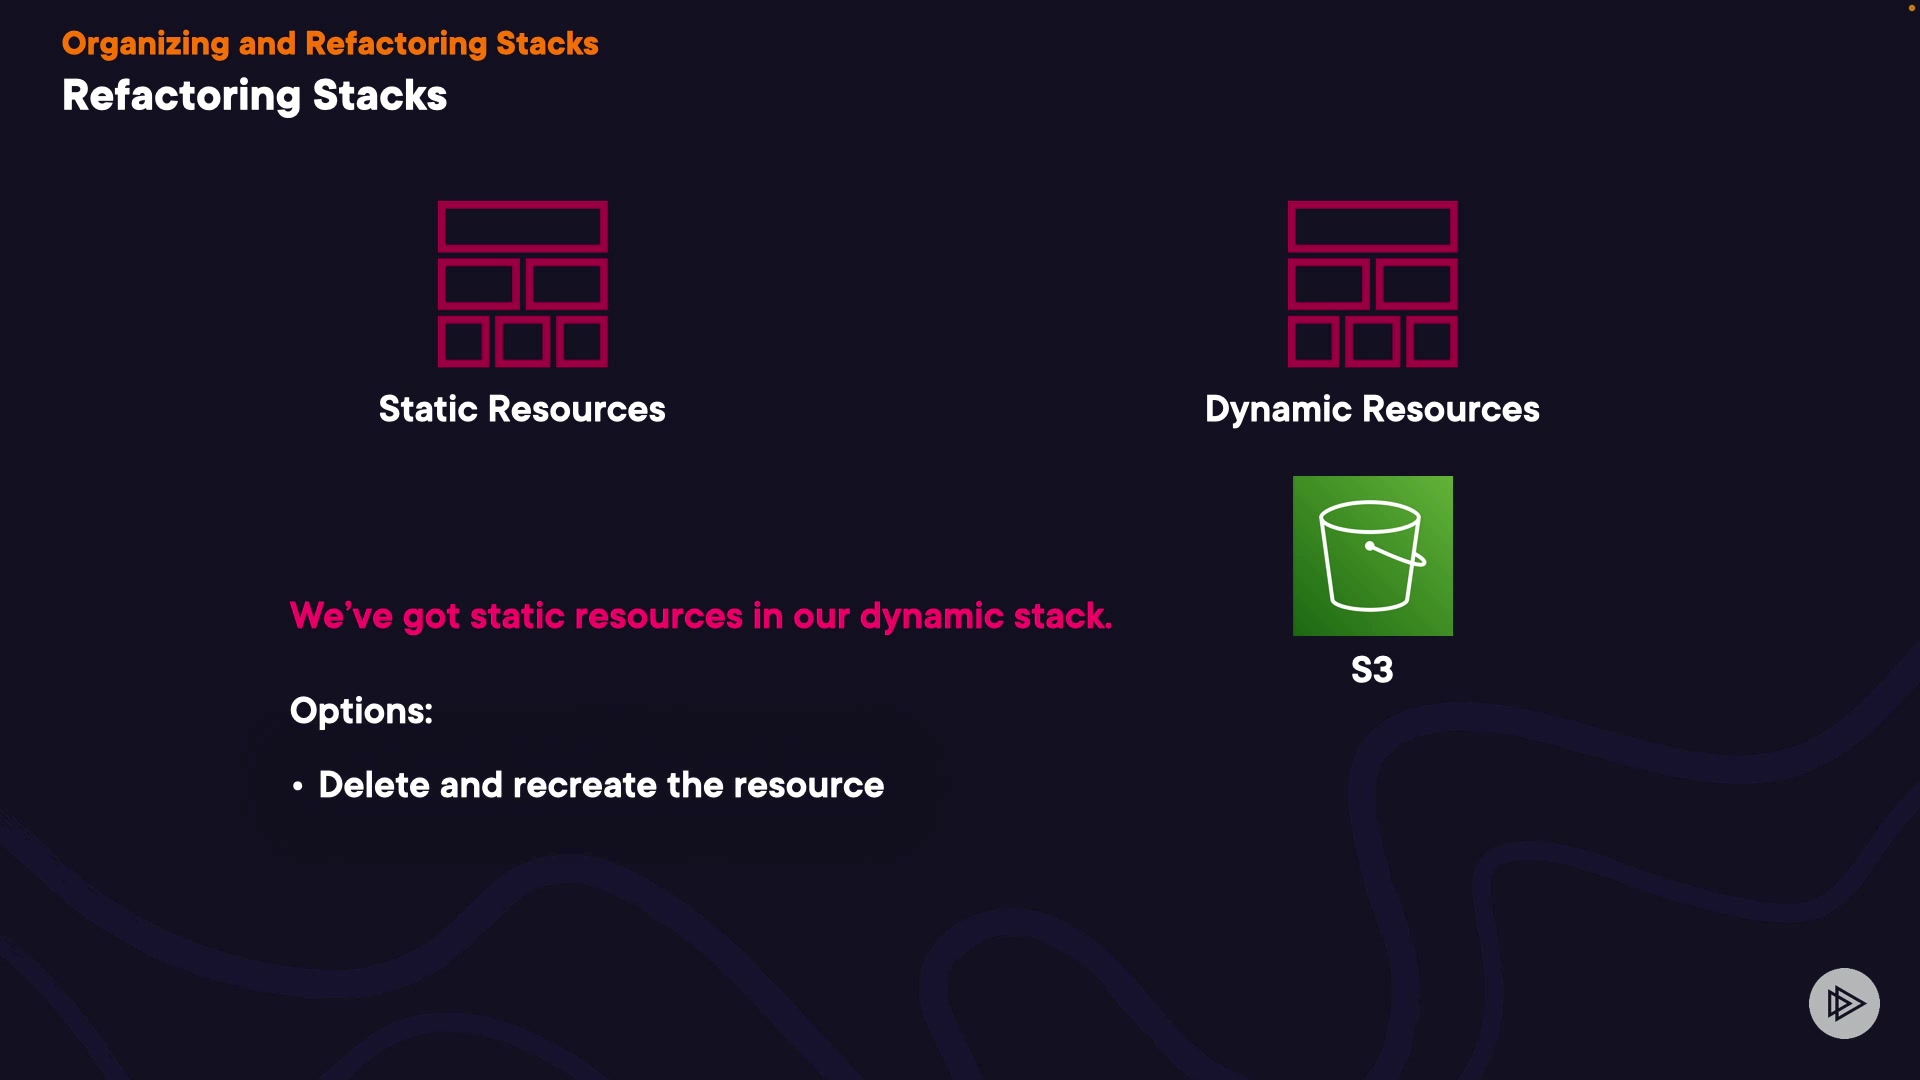 Organizing and Refactoring Stacks
Refactoring Stacks
Static Resources
Dynamic Resources
S3
We’ve got static resources in our dynamic stack.
Options:
• Delete and recreate the resource